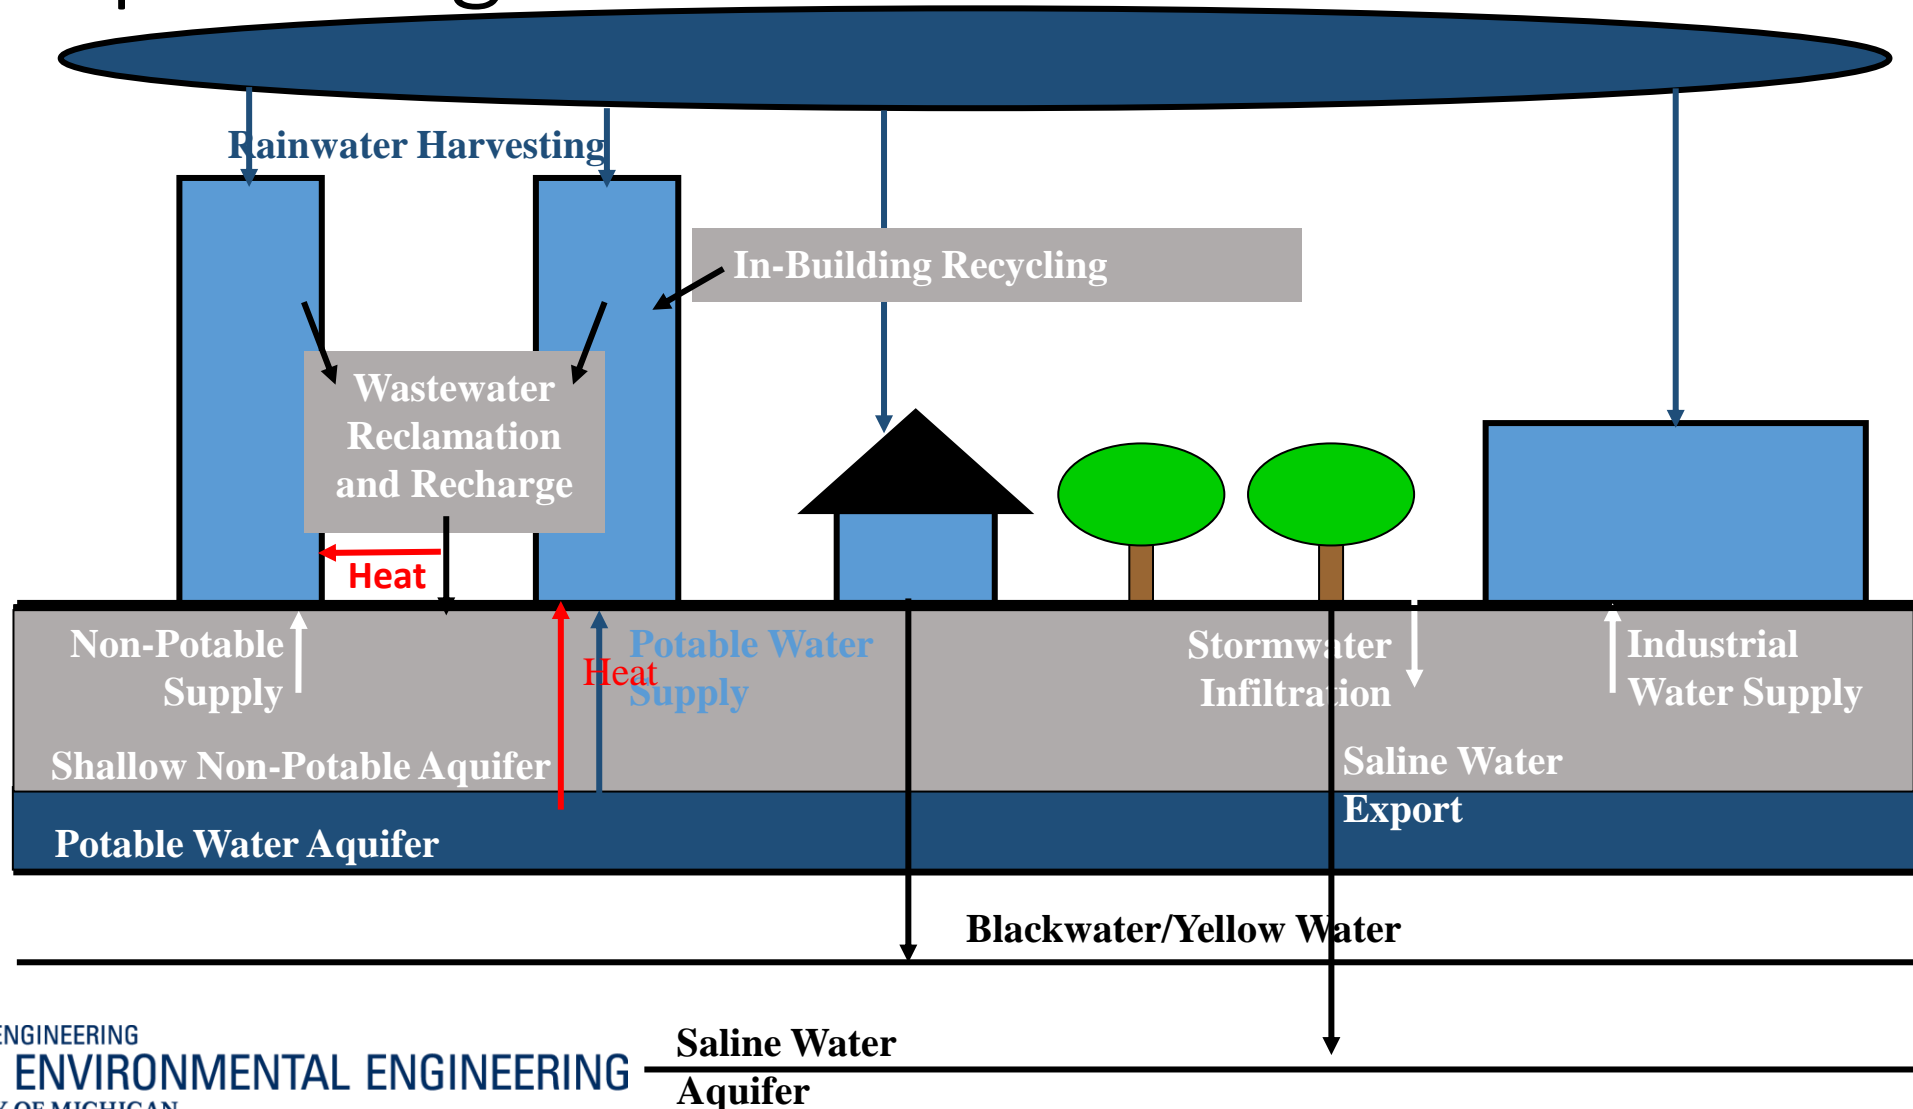 Rainwater Harvesting
In-Building Recycling
Wastewater
Reclamation
and Recharge
Heat
Non-Potable
Supply
Heat
Potable Water
Supply
Stormwater
Infiltration
Industrial
Water Supply
Shallow Non-Potable Aquifer
Saline Water
Export
Potable Water Aquifer
Blackwater/Yellow Water
Saline Water
Aquifer
ENGINEERING
ENVIRONMENTAL ENGINEERING
OF MICHIGAN